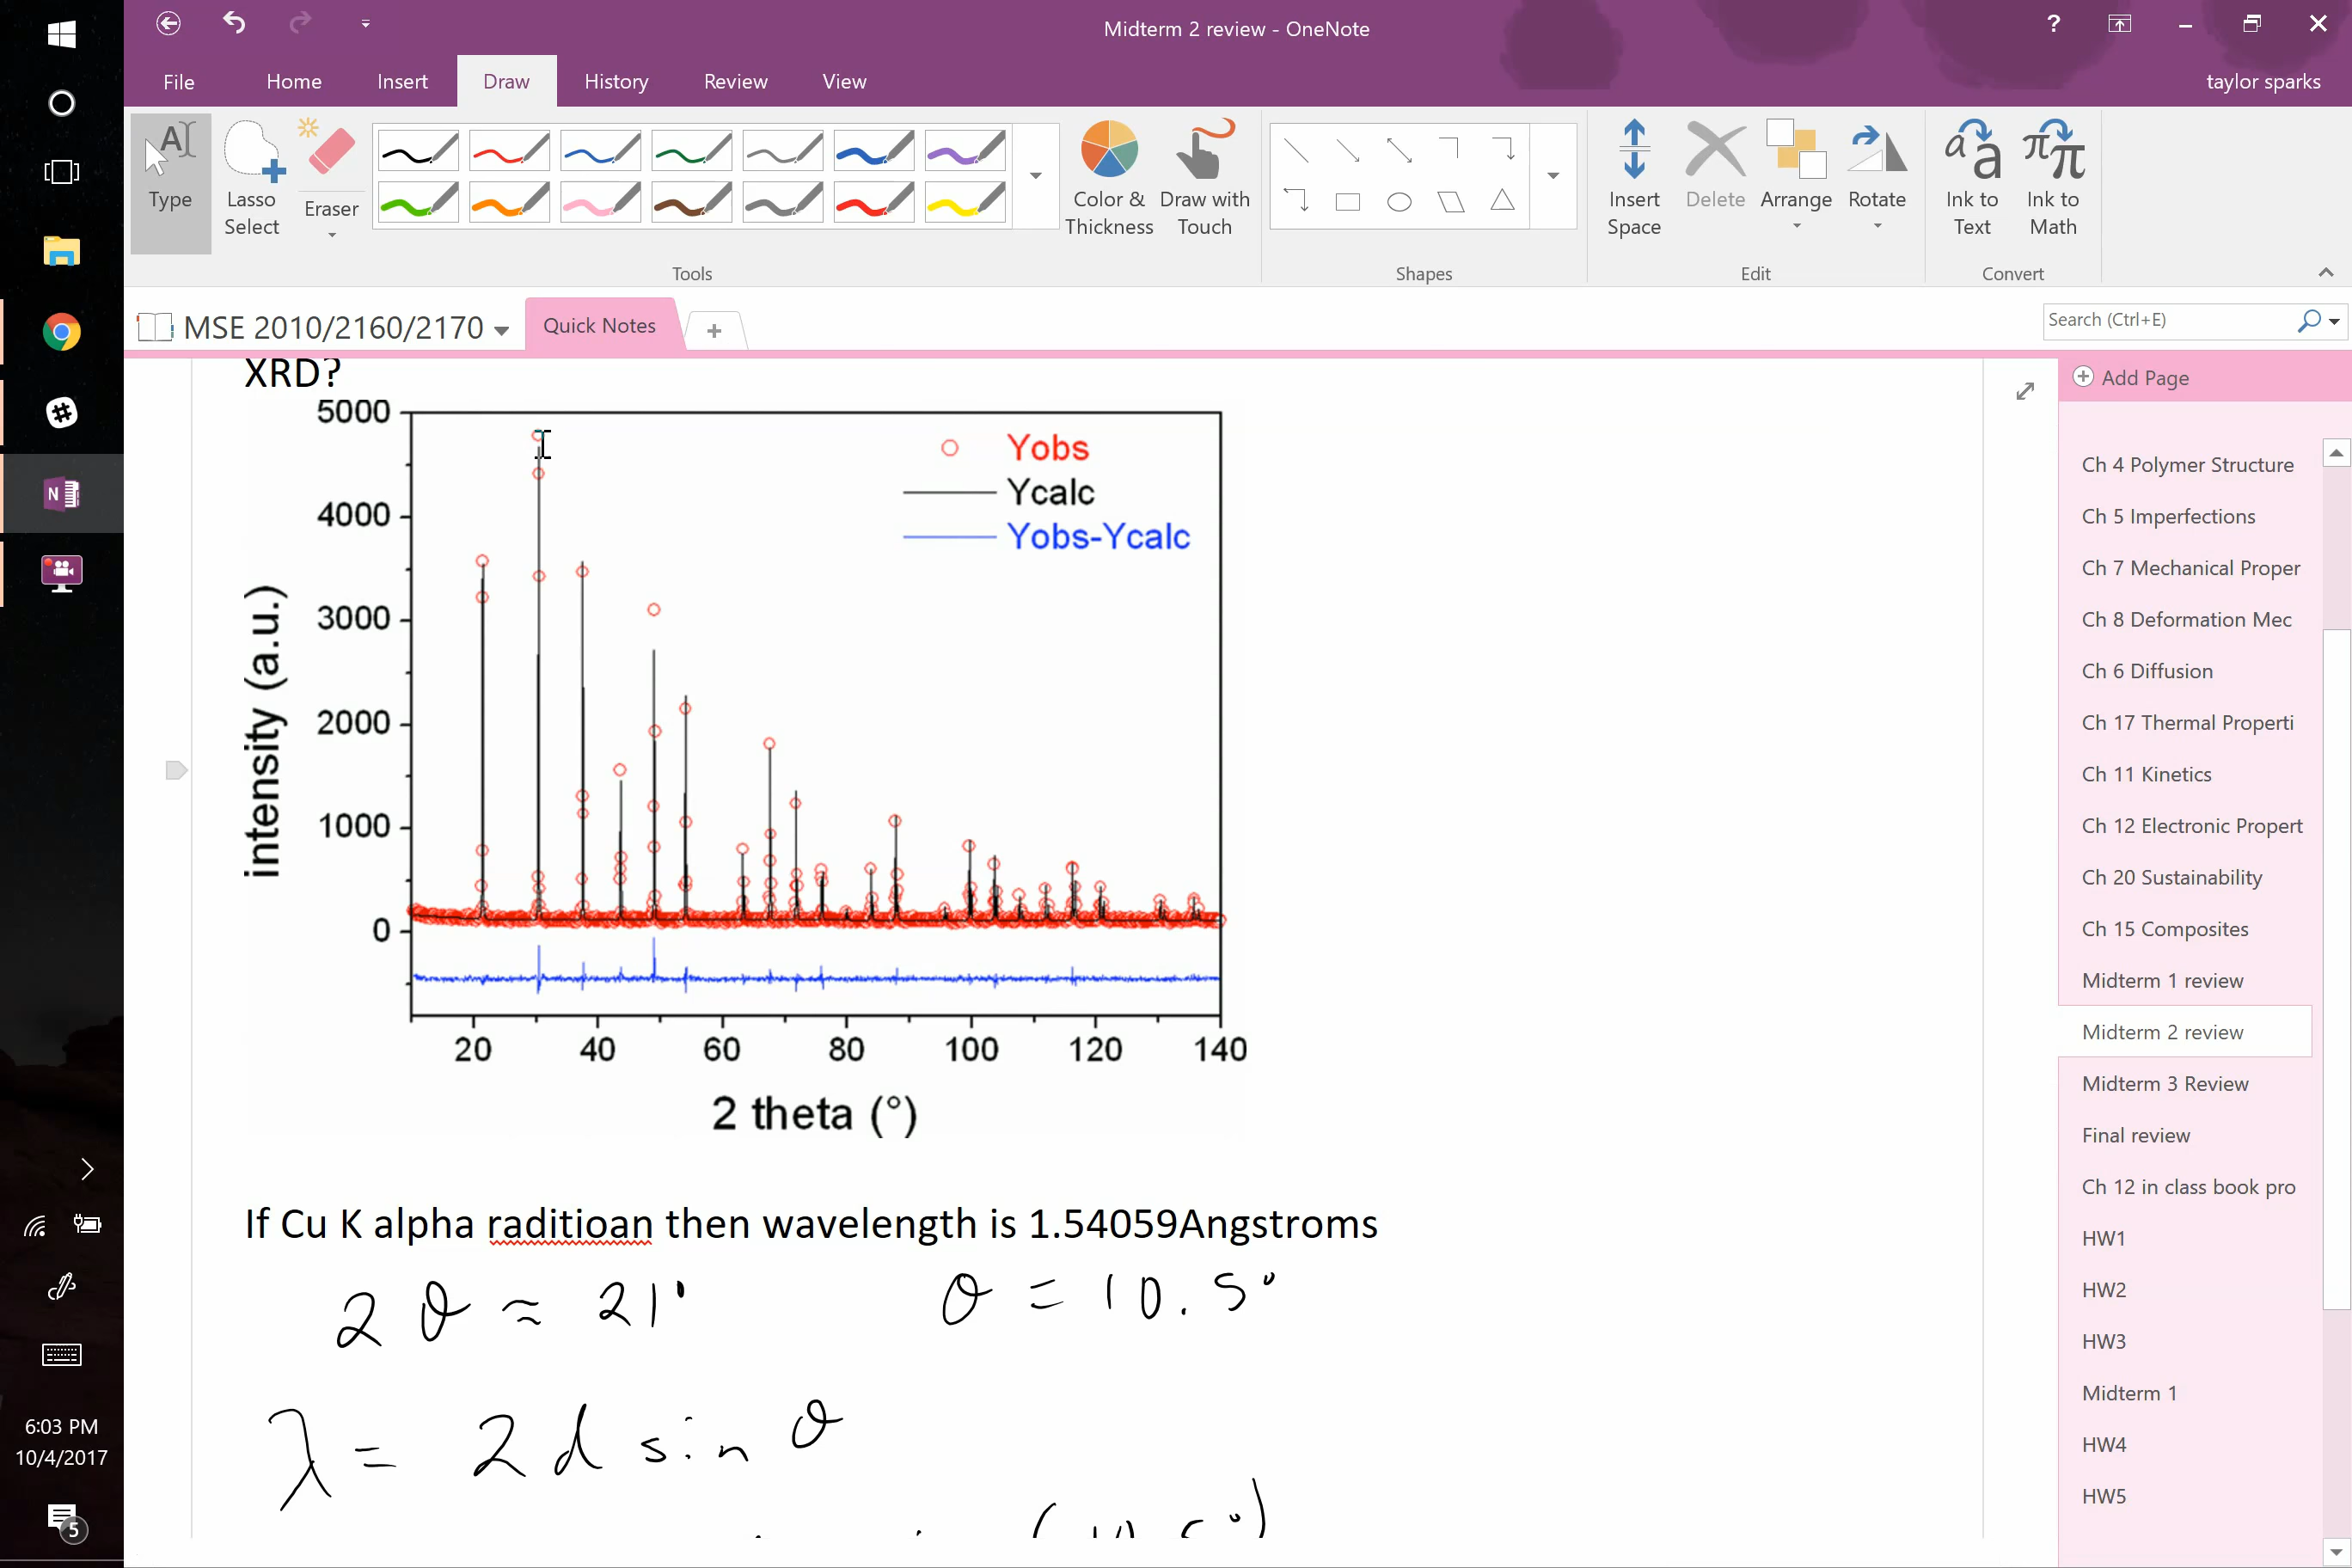 Midterm 2 review - OneNote
?
File Home Insert Draw History Review View
taylor sparks
Type
Lasso Select
Eraser
Color & Thickness
Draw with Touch
Insert Space
Delete
Arrange
Rotate
Ink to Text
Ink to Math
Tools
Shapes
Edit
Convert
MSE 2010/2160/2170
Quick Notes
+
Search (Ctrl+E)
XRD?
5000
4000
3000
2000
1000
0
intensity (a.u.)
Yobs
Ycalc
Yobs-Ycalc
20 40 60 80 100 120 140
2 theta (°)
If Cu K alpha raditioan then wavelength is 1.54059Angstroms
2 θ ≈ 21° θ = 10.5°
λ = 2 d sin θ
Add Page
Ch 4 Polymer Structure
Ch 5 Imperfections
Ch 7 Mechanical Proper
Ch 8 Deformation Mec
Ch 6 Diffusion
Ch 17 Thermal Properti
Ch 11 Kinetics
Ch 12 Electronic Propert
Ch 20 Sustainability
Ch 15 Composites
Midterm 1 review
Midterm 2 review
Midterm 3 Review
Final review
Ch 12 in class book pro
HW1
HW2
HW3
Midterm 1
HW4
HW5
6:03 PM
10/4/2017
5